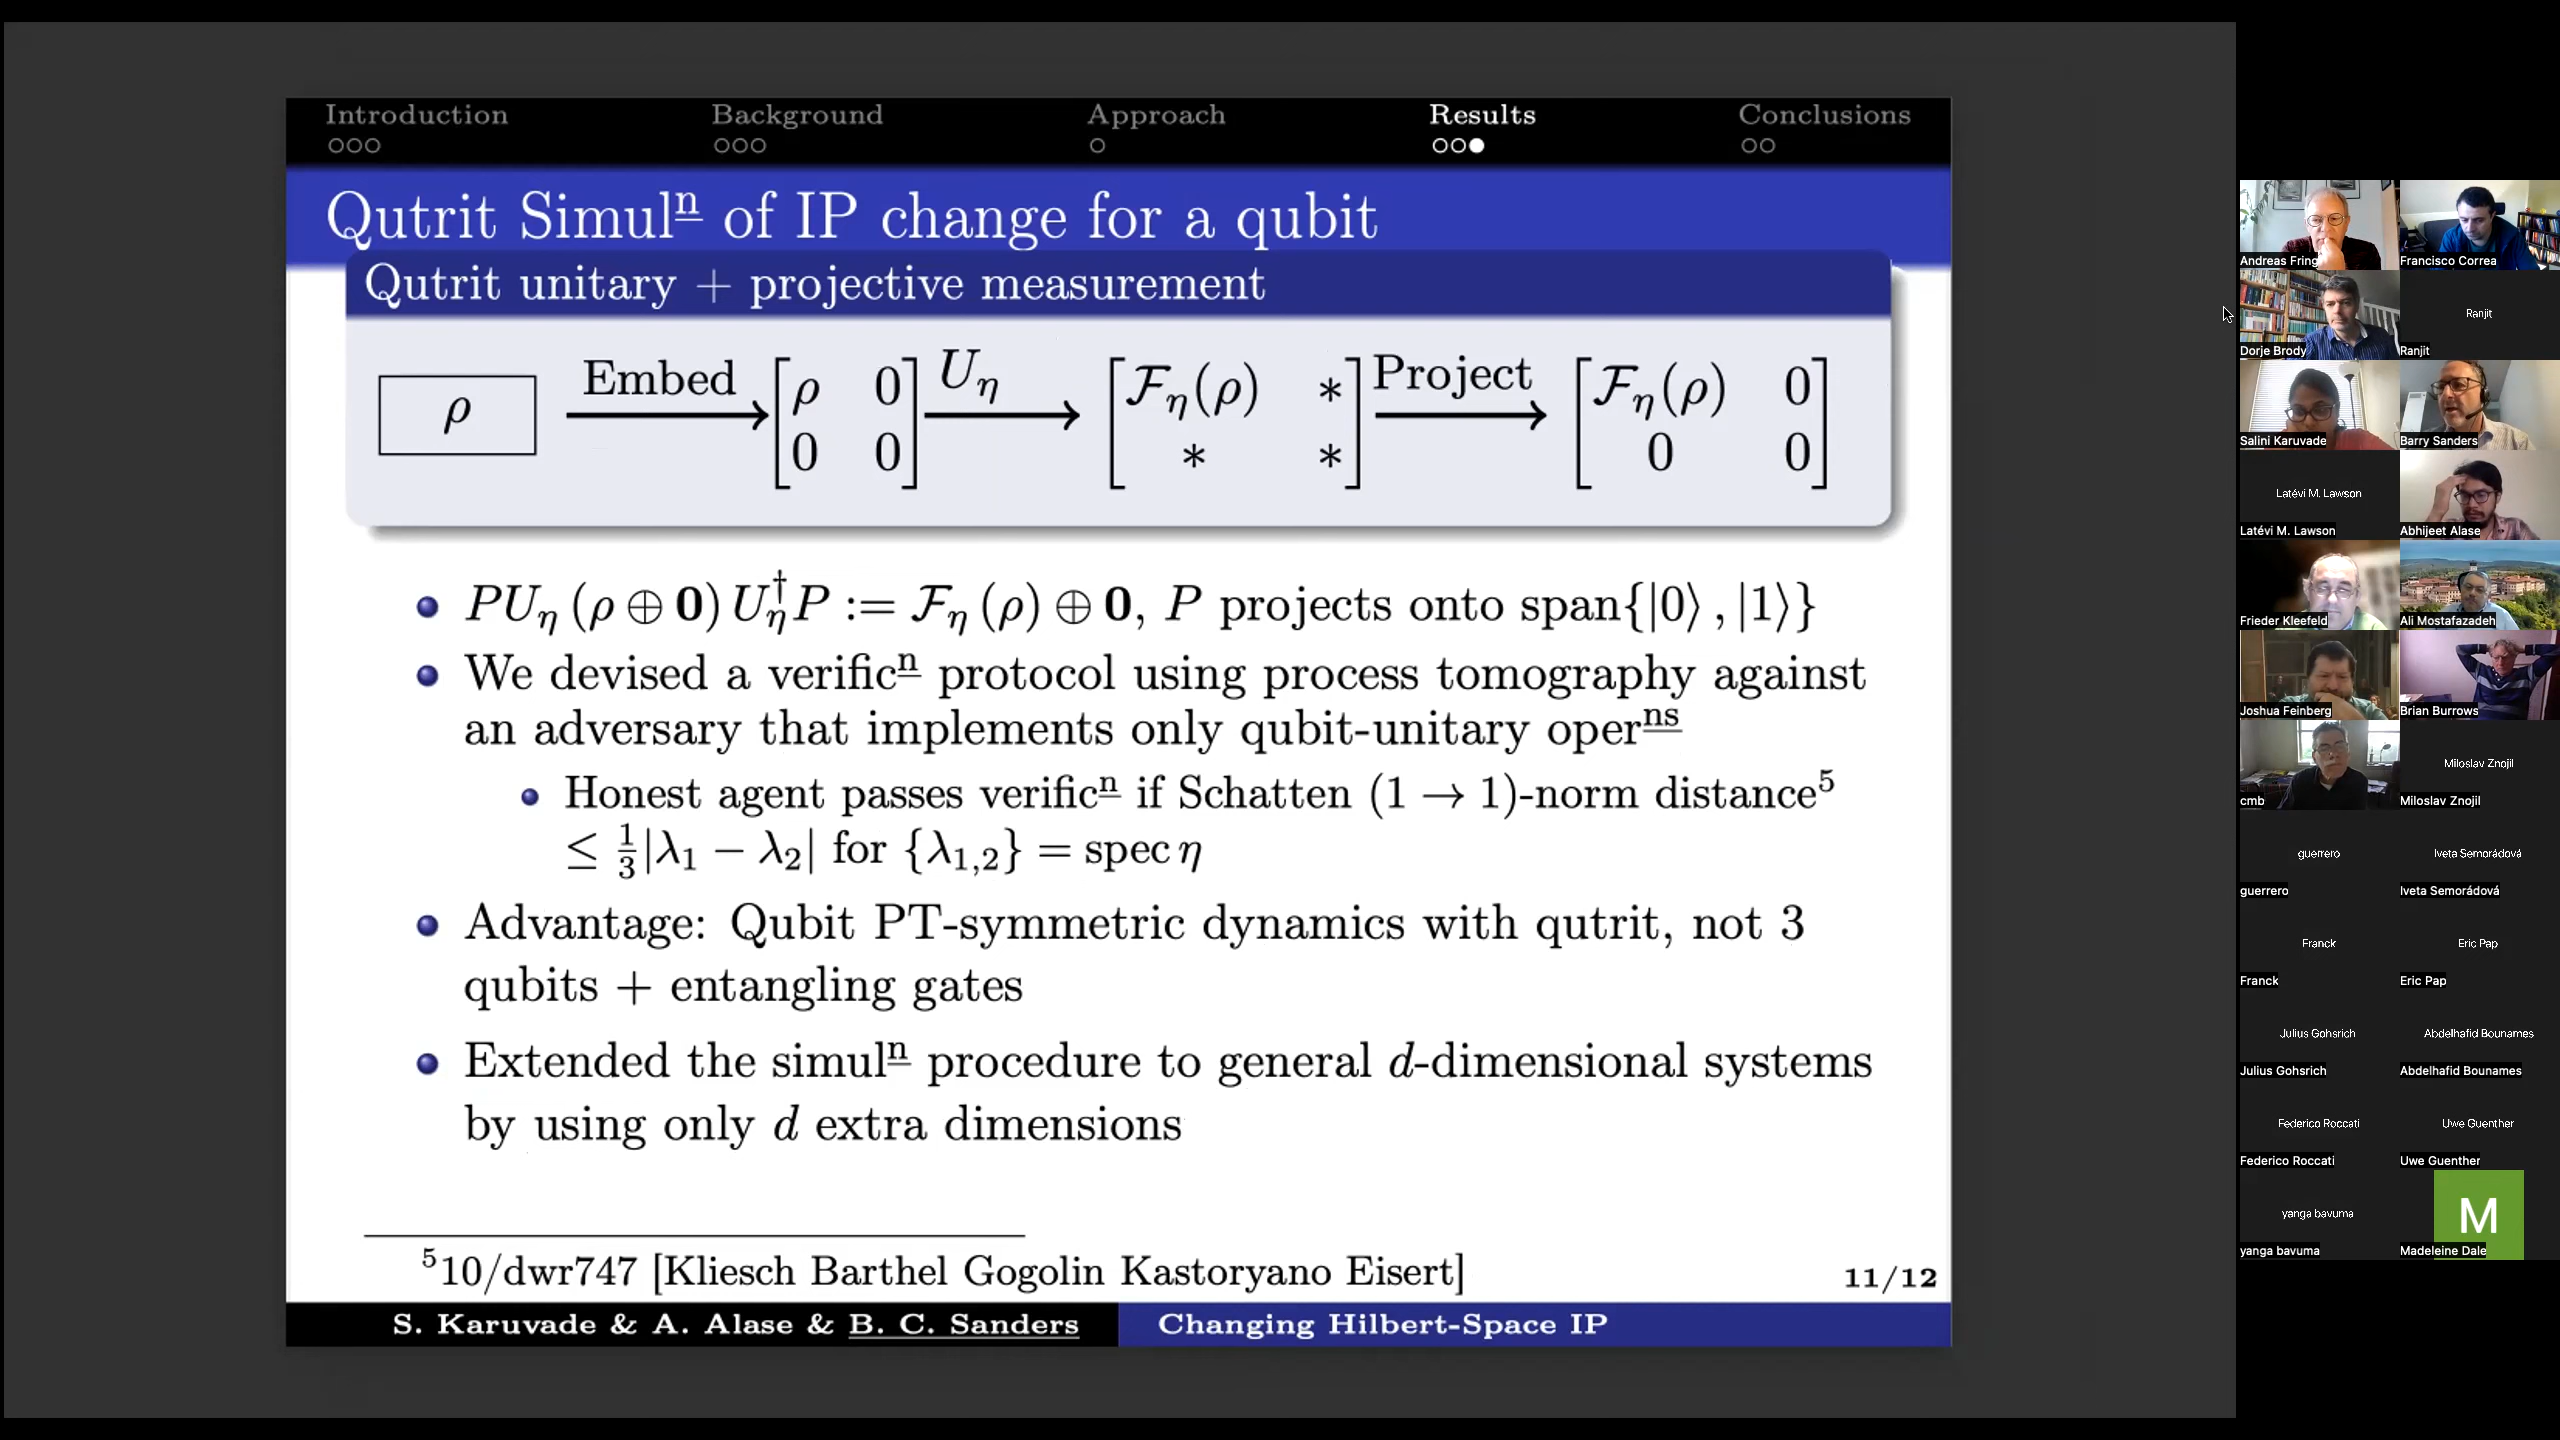 Introduction Background Approach Results Conclusions
Qutrit Simulⁿ of IP change for a qubit
Qutrit unitary + projective measurement
ρ Embed [ρ 0 0 0] U_η [𝓕_η(ρ) * * *] Project [𝓕_η(ρ) 0 0 0]
PU_η (ρ ⊕ 𝟎) U_η^† P := 𝓕_η (ρ) ⊕ 𝟎, P projects onto span{|0⟩ , |1⟩}
We devised a verificⁿ protocol using process tomography against
an adversary that implements only qubit-unitary operⁿˢ
Honest agent passes verificⁿ if Schatten (1 → 1)-norm distance⁵
≤ 1/3|λ₁ − λ₂| for {λ₁,₂} = spec η
Advantage: Qubit PT-symmetric dynamics with qutrit, not 3
qubits + entangling gates
Extended the simulⁿ procedure to general d-dimensional systems
by using only d extra dimensions
⁵10/dwr747 [Kliesch Barthel Gogolin Kastoryano Eisert]
11/12
S. Karuvade & A. Alase & B. C. Sanders Changing Hilbert-Space IP
Andreas Fring Francisco Correa
Ranjit
Dorje Brody Ranjit
Salini Karuvade Barry Sanders
Latévi M. Lawson
Latévi M. Lawson Abhijeet Alase
Frieder Kleefeld Ali Mostafazadeh
Joshua Feinberg Brian Burrows
Miloslav Znojil
cmb Miloslav Znojil
guerrero Iveta Semorádová
guerrero Iveta Semorádová
Franck Eric Pap
Franck Eric Pap
Julius Gohsrich Abdelhafid Bounames
Julius Gohsrich Abdelhafid Bounames
Federico Roccati Uwe Guenther
Federico Roccati Uwe Guenther
yanga bavuma M
yanga bavuma Madeleine Dale